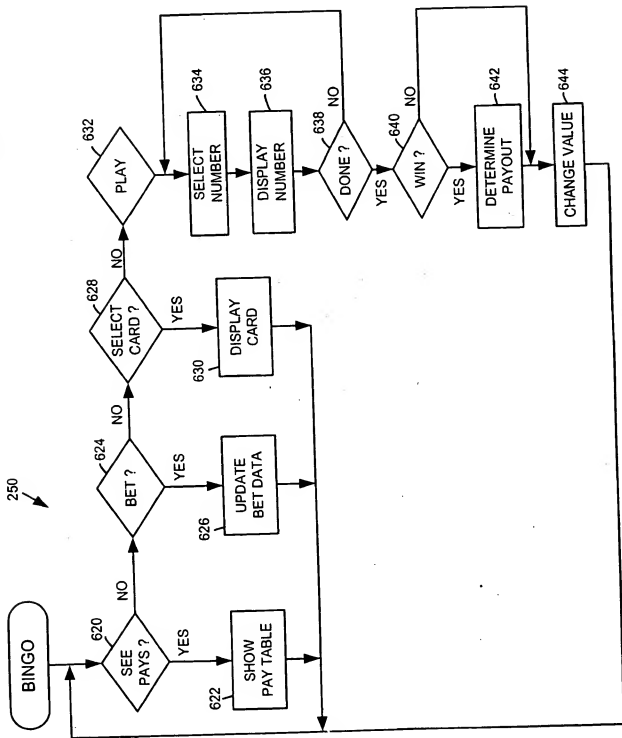 250
BINGO
620
SEE
PAYS ?
NO
YES
622
SHOW
PAY TABLE
624
BET ?
NO
YES
626
UPDATE
BET DATA
628
SELECT
CARD ?
NO
YES
630
DISPLAY
CARD
632
PLAY
634
SELECT
NUMBER
636
DISPLAY
NUMBER
638
DONE ?
NO
YES
640
WIN ?
NO
YES
642
DETERMINE
PAYOUT
644
CHANGE VALUE